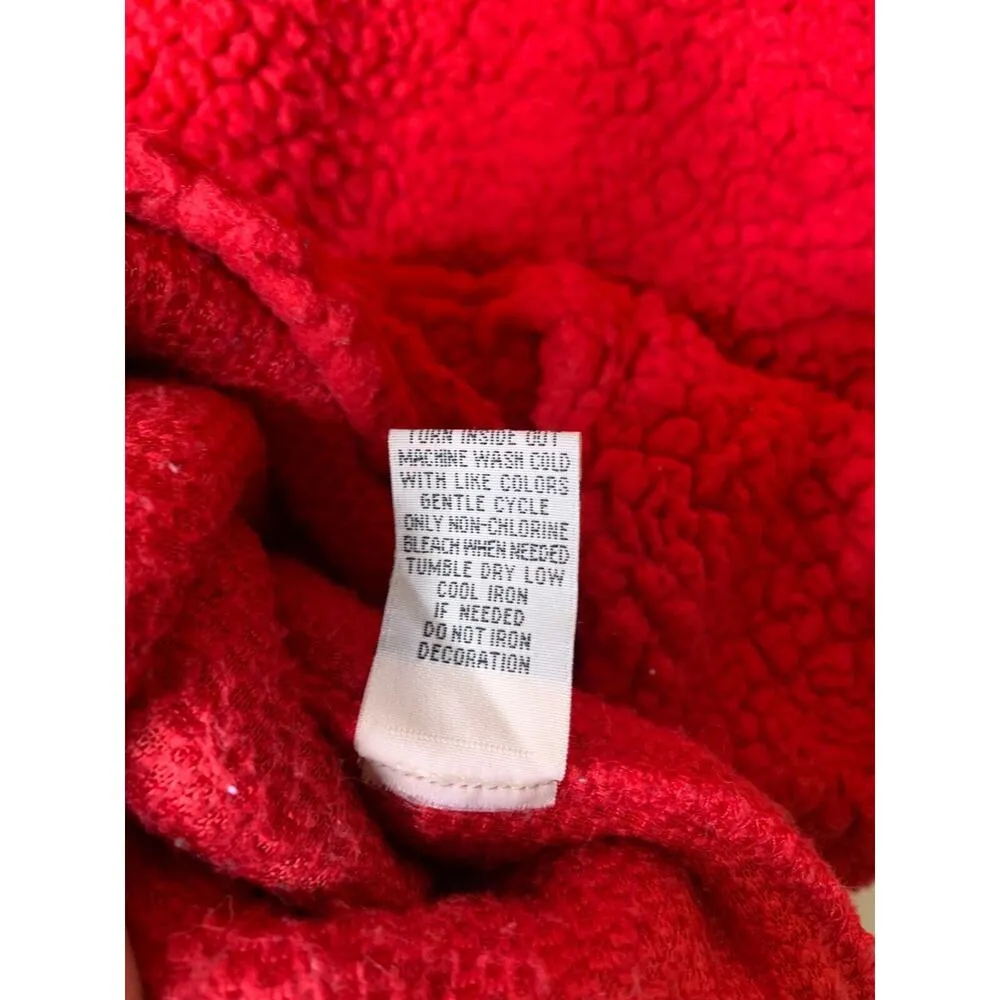 TURN INSIDE OUT
MACHINE WASH COLD
WITH LIKE COLORS
GENTLE CYCLE
ONLY NON-CHLORINE
BLEACH WHEN NEEDED
TUMBLE DRY LOW
COOL IRON
IF NEEDED
DO NOT IRON
DECORATION